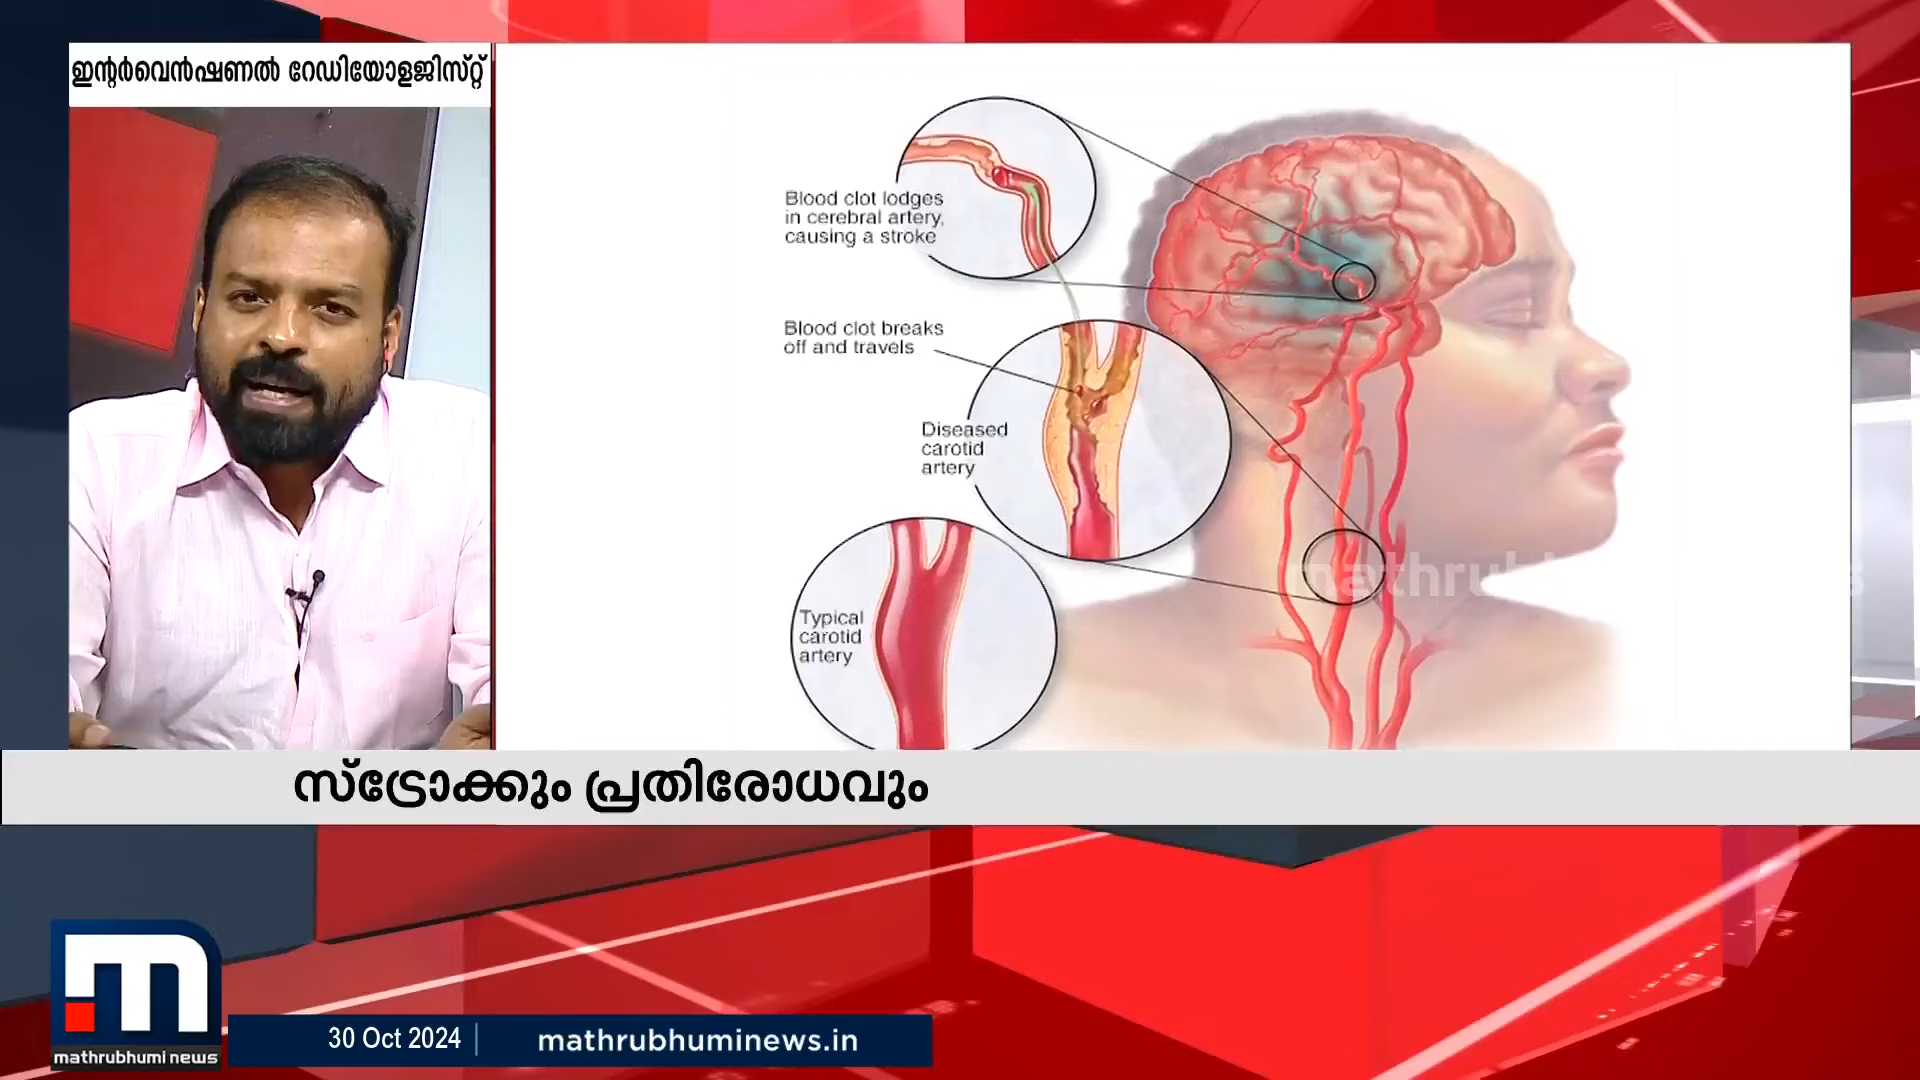 ഇന്റർവെൻഷണൽ റേഡിയോളജിസ്റ്റ്
Blood clot lodges
in cerebral artery,
causing a stroke
Blood clot breaks
off and travels
Diseased
carotid
artery
Typical
carotid
artery
mathrubhu
സ്ട്രോക്കും പ്രതിരോധവും
mathrubhumi news
30 Oct 2024
mathrubhuminews.in